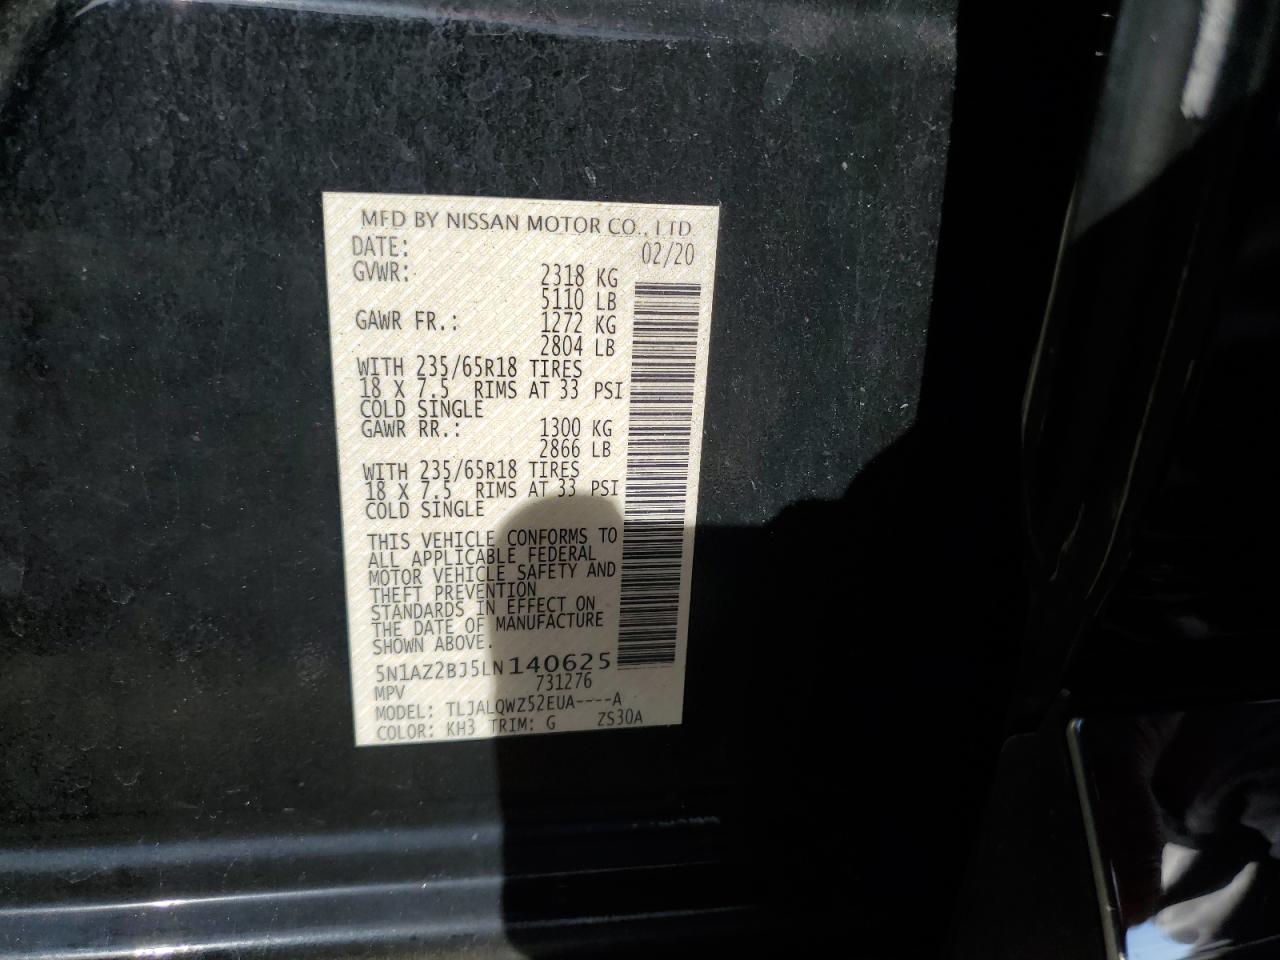 MFD BY NISSAN MOTOR CO., LTD
DATE: 02/20
GVWR: 2318 KG
5110 LB
GAWR FR.: 1272 KG
2804 LB
WITH 235/65R18 TIRES
18 X 7.5 RIMS AT 33 PSI
COLD SINGLE
GAWR RR.: 1300 KG
2866 LB
WITH 235/65R18 TIRES
18 X 7.5 RIMS AT 33 PSI
COLD SINGLE
THIS VEHICLE CONFORMS TO
ALL APPLICABLE FEDERAL
MOTOR VEHICLE SAFETY AND
THEFT PREVENTION
STANDARDS IN EFFECT ON
THE DATE OF MANUFACTURE
SHOWN ABOVE.
5N1AZ2BJ5LN140625
MPV 731276
MODEL: TLJALQWZ52EUA----A
COLOR: KH3 TRIM: G ZS30A